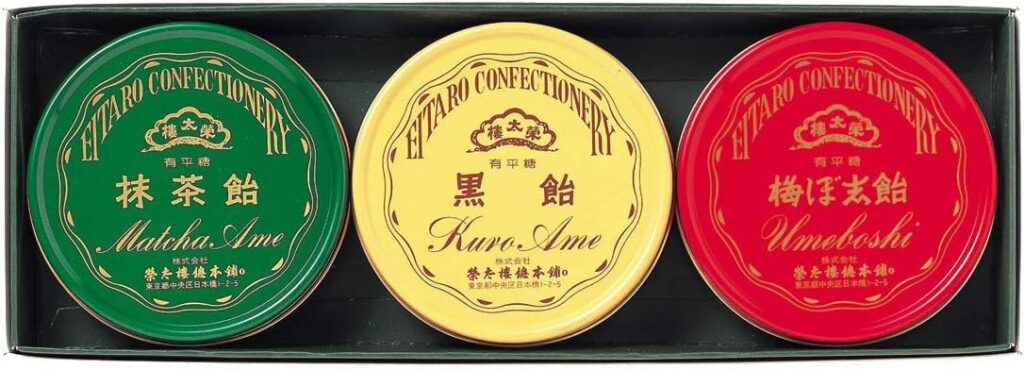 EITARO CONFECTIONERY
榮太樓
有平糖
抹茶飴
Matcha Ame
株式会社
榮太樓總本鋪
東京都中央区日本橋1-2-5
EITARO CONFECTIONERY
榮太樓
有平糖
黒飴
Kuro Ame
株式会社
榮太樓總本鋪
東京都中央区日本橋1-2-5
EITARO CONFECTIONERY
榮太樓
有平糖
梅ぼ志飴
Umeboshi
株式会社
榮太樓總本鋪
東京都中央区日本橋1-2-5